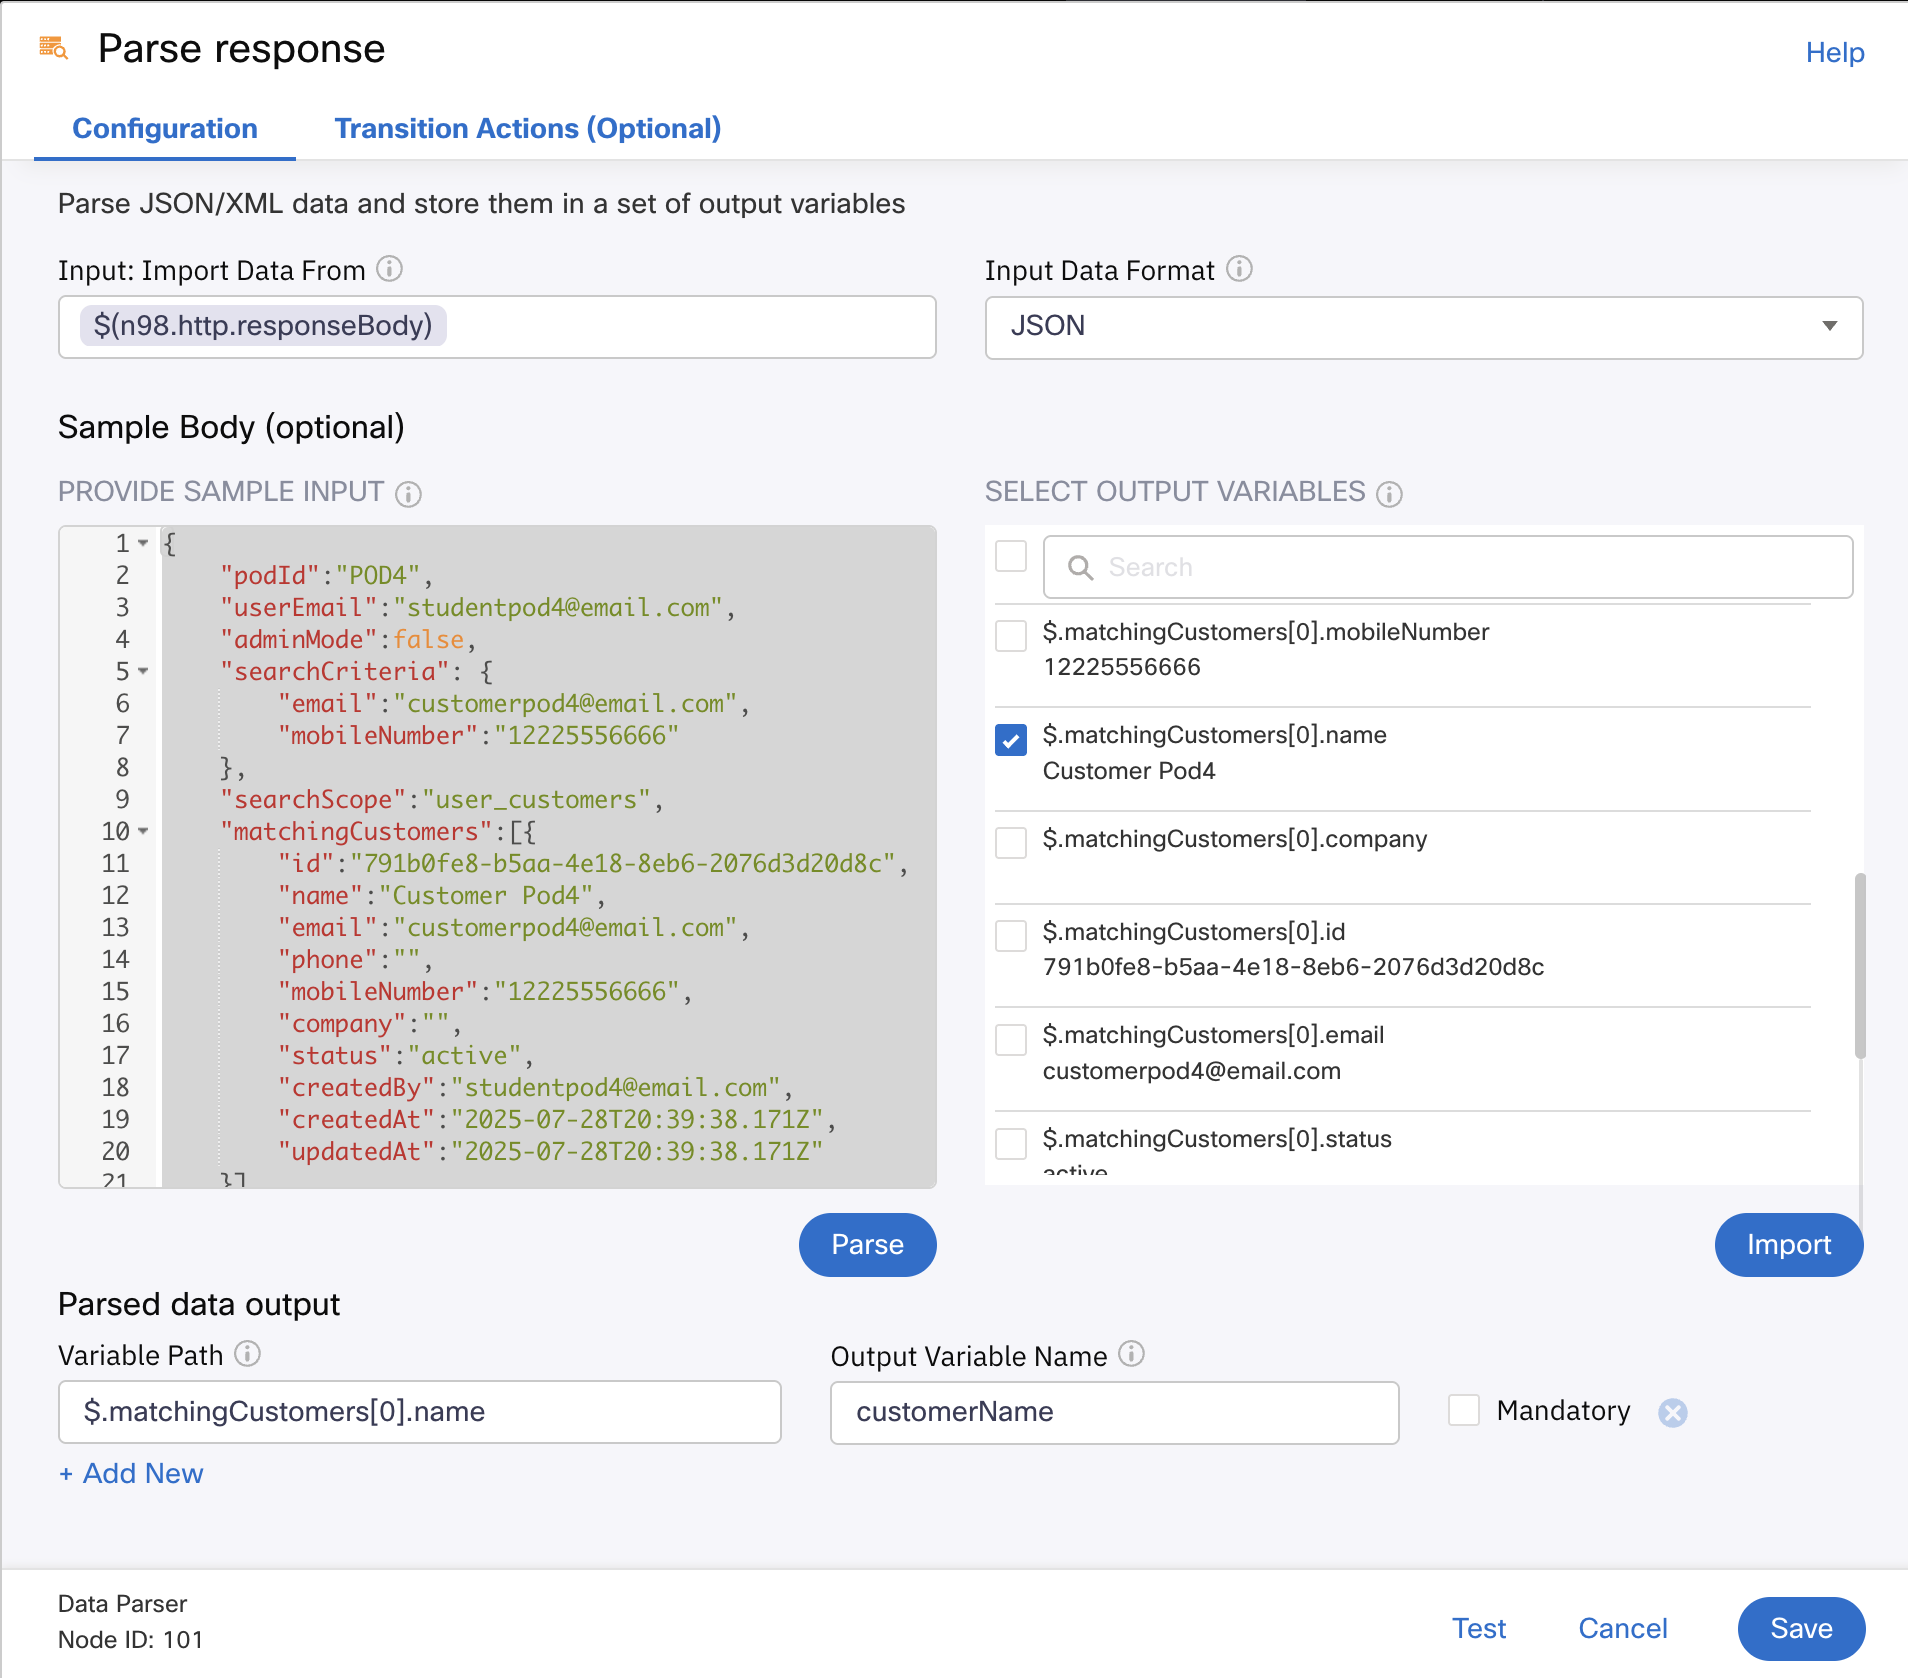 Parse response
Help
Configuration
Transition Actions (Optional)
Parse JSON/XML data and store them in a set of output variables
Input: Import Data From
Input Data Format
$(n98.http.responseBody)
JSON
Sample Body (optional)
PROVIDE SAMPLE INPUT
1 {
2 "podId":"POD4",
3 "userEmail":"studentpod4@email.com",
4 "adminMode":false,
5 "searchCriteria": {
6 "email":"customerpod4@email.com",
7 "mobileNumber":"12225556666"
8 },
9 "searchScope":"user_customers",
10 "matchingCustomers":[{
11 "id":"791b0fe8-b5aa-4e18-8eb6-2076d3d20d8c",
12 "name":"Customer Pod4",
13 "email":"customerpod4@email.com",
14 "phone":"",
15 "mobileNumber":"12225556666",
16 "company":"",
17 "status":"active",
18 "createdBy":"studentpod4@email.com",
19 "createdAt":"2025-07-28T20:39:38.171Z",
20 "updatedAt":"2025-07-28T20:39:38.171Z"
21 }]
Parse
SELECT OUTPUT VARIABLES
Search
$.matchingCustomers[0].mobileNumber
12225556666
$.matchingCustomers[0].name
Customer Pod4
$.matchingCustomers[0].company
$.matchingCustomers[0].id
791b0fe8-b5aa-4e18-8eb6-2076d3d20d8c
$.matchingCustomers[0].email
customerpod4@email.com
$.matchingCustomers[0].status
active
Import
Parsed data output
Variable Path
Output Variable Name
$.matchingCustomers[0].name
customerName
Mandatory
+ Add New
Data Parser
Node ID: 101
Test
Cancel
Save